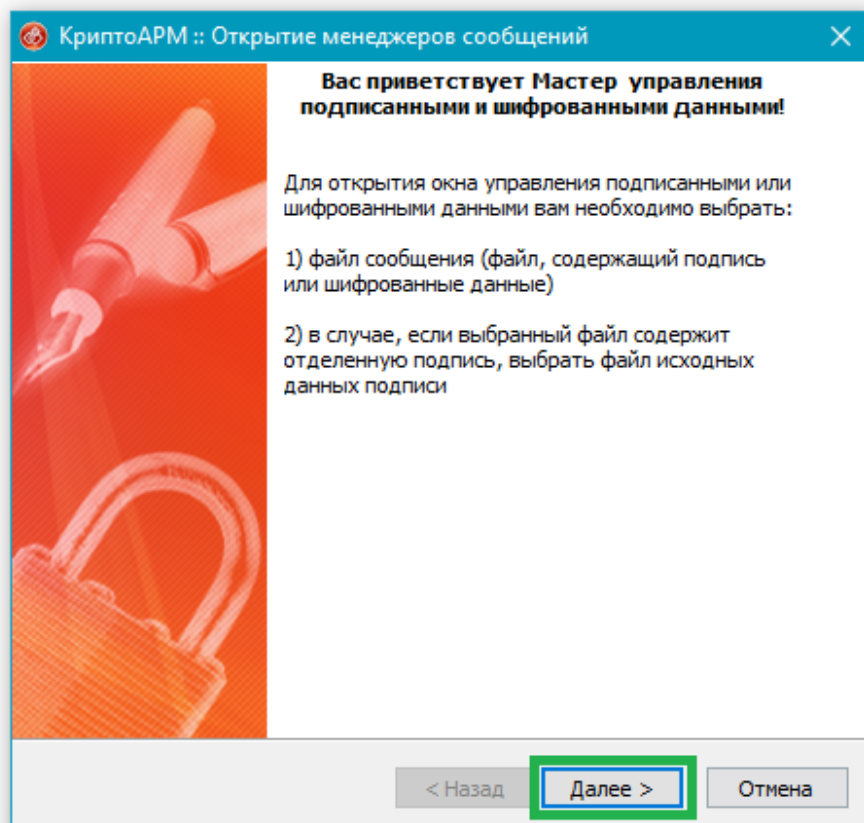 КриптоАРМ :: Открытие менеджеров сообщений
Вас приветствует Мастер управления
подписанными и шифрованными данными!
Для открытия окна управления подписанными или
шифрованными данными вам необходимо выбрать:
1) файл сообщения (файл, содержащий подпись
или шифрованные данные)
2) в случае, если выбранный файл содержит
отделенную подпись, выбрать файл исходных
данных подписи
< Назад
Далее >
Отмена